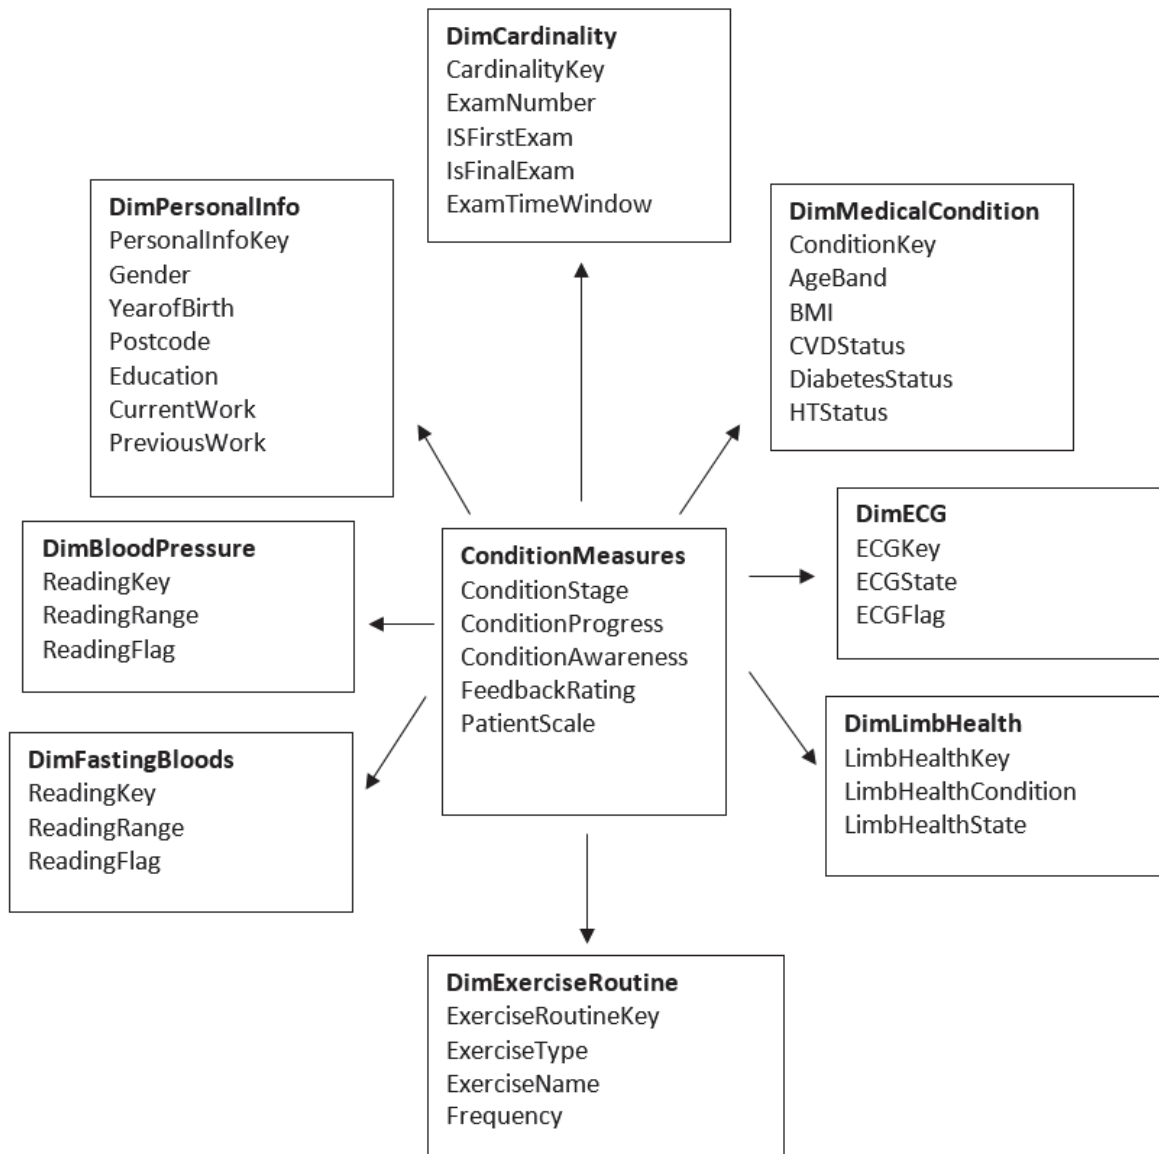 DimCardinality
CardinalityKey
ExamNumber
ISFirstExam
IsFinalExam
ExamTimeWindow
DimPersonalInfo
PersonalInfoKey
Gender
YearofBirth
Postcode
Education
CurrentWork
PreviousWork
DimMedicalCondition
ConditionKey
AgeBand
BMI
CVDStatus
DiabetesStatus
HTStatus
DimBloodPressure
ReadingKey
ReadingRange
ReadingFlag
ConditionMeasures
ConditionStage
ConditionProgress
ConditionAwareness
FeedbackRating
PatientScale
DimECG
ECGKey
ECGState
ECGFlag
DimFastingBloods
ReadingKey
ReadingRange
ReadingFlag
DimLimbHealth
LimbHealthKey
LimbHealthCondition
LimbHealthState
DimExerciseRoutine
ExerciseRoutineKey
ExerciseType
ExerciseName
Frequency